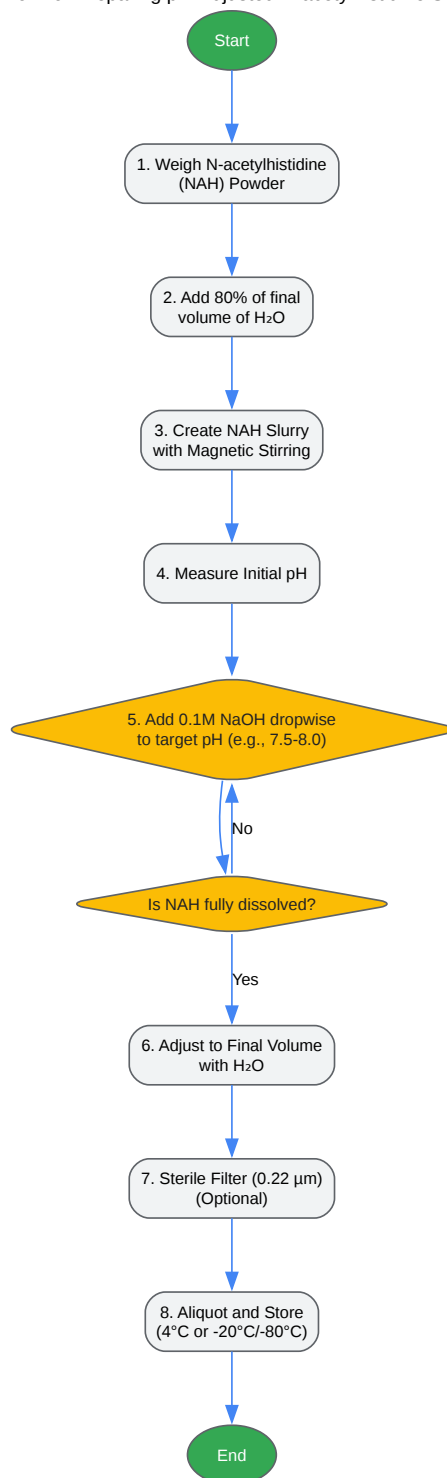 Start
1. Weigh N-acetylhistidine
(NAH) Powder
2. Add 80% of final
volume of H₂O
3. Create NAH Slurry
with Magnetic Stirring
4. Measure Initial pH
5. Add 0.1M NaOH dropwise
to target pH (e.g., 7.5-8.0)
No
Is NAH fully dissolved?
Yes
6. Adjust to Final Volume
with H₂O
7. Sterile Filter (0.22 µm)
(Optional)
8. Aliquot and Store
(4°C or -20°C/-80°C)
End